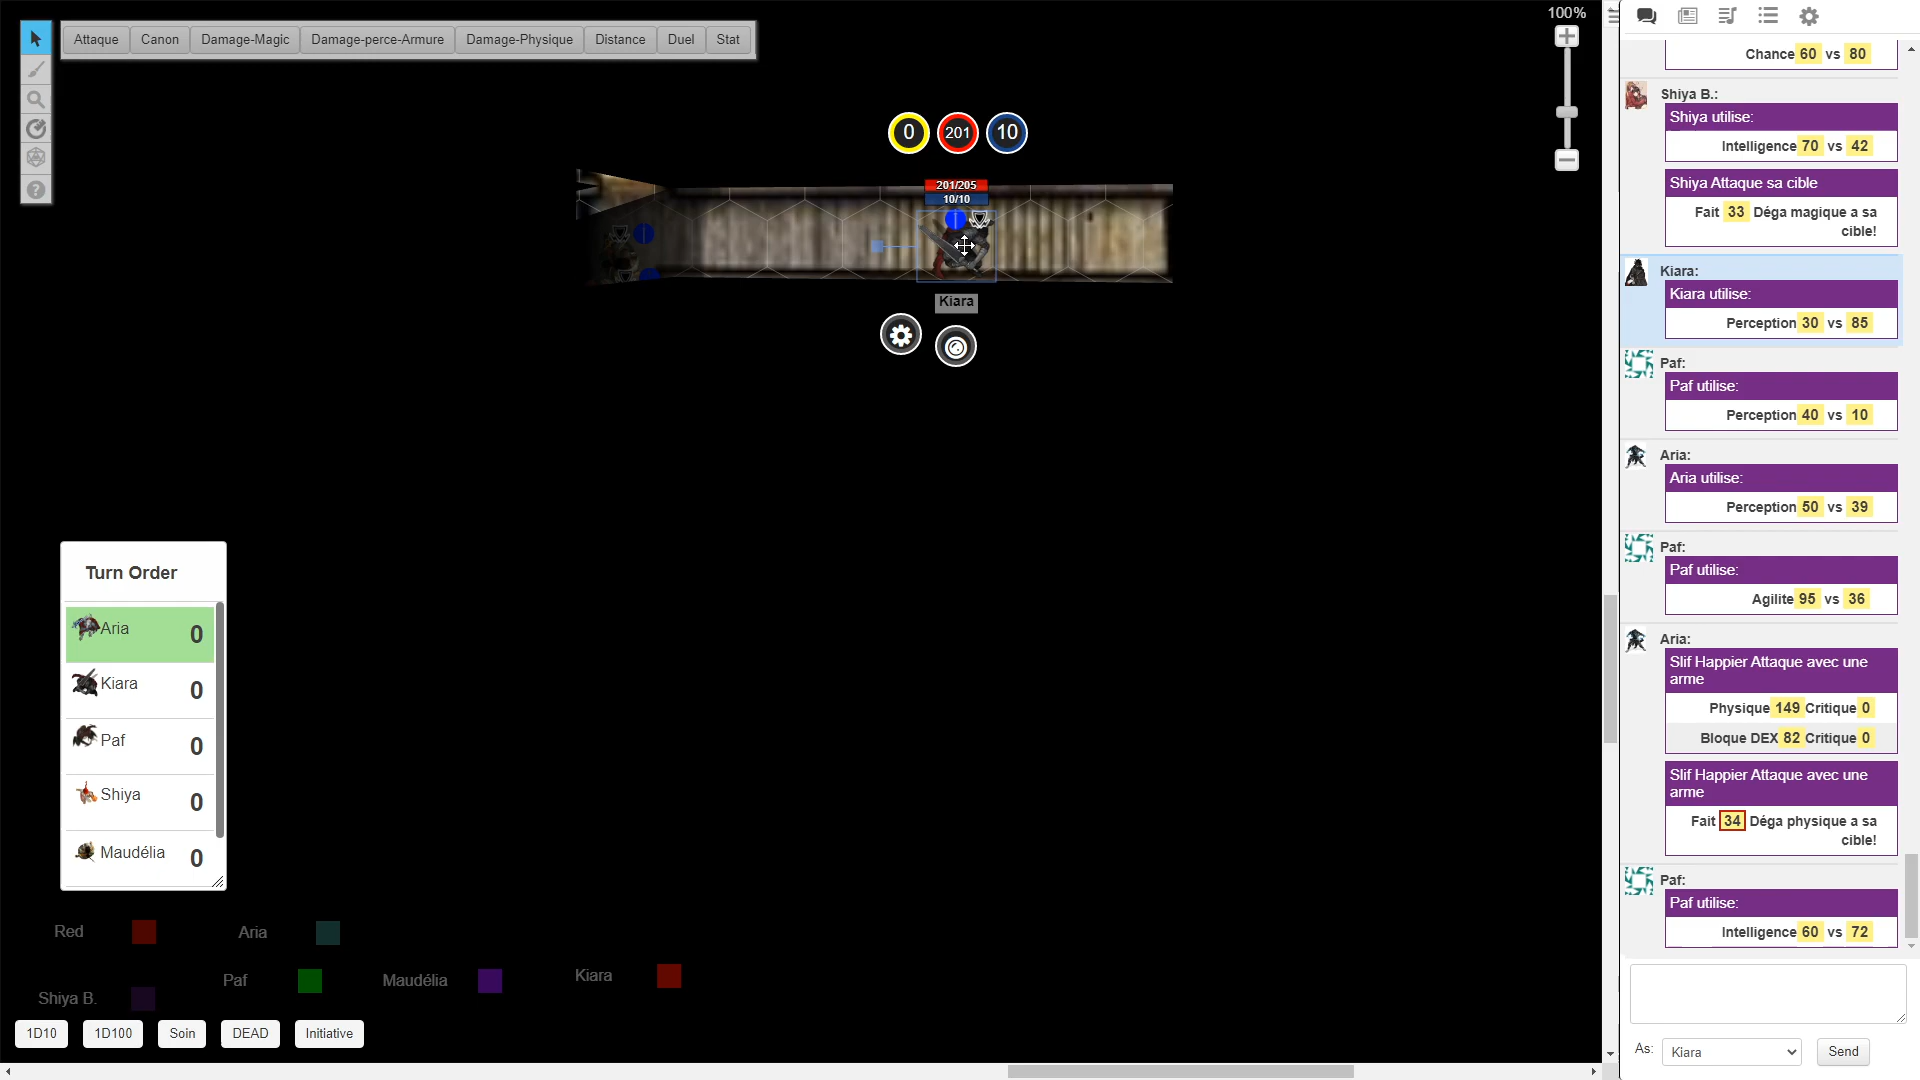 100%
Attaque Canon Damage-Magic Damage-perce-Armure Damage-Physique Distance Duel Stat
0 201 10
201/205
10/10
Kiara
Turn Order
Aria 0
Kiara 0
Paf 0
Shiya 0
Maudélia 0
Red Aria
Paf Maudélia Kiara
Shiya B.
1D10 1D100 Soin DEAD Initiative
Chance 60 vs 80
Shiya B.:
Shiya utilise:
Intelligence 70 vs 42
Shiya Attaque sa cible
Fait 33 Déga magique a sa
cible!
Kiara:
Kiara utilise:
Perception 30 vs 85
Paf:
Paf utilise:
Perception 40 vs 10
Aria:
Aria utilise:
Perception 50 vs 39
Paf:
Paf utilise:
Agilite 95 vs 36
Aria:
Slif Happier Attaque avec une
arme
Physique 149 Critique 0
Bloque DEX 82 Critique 0
Slif Happier Attaque avec une
arme
Fait 34 Déga physique a sa
cible!
Paf:
Paf utilise:
Intelligence 60 vs 72
As: Kiara Send